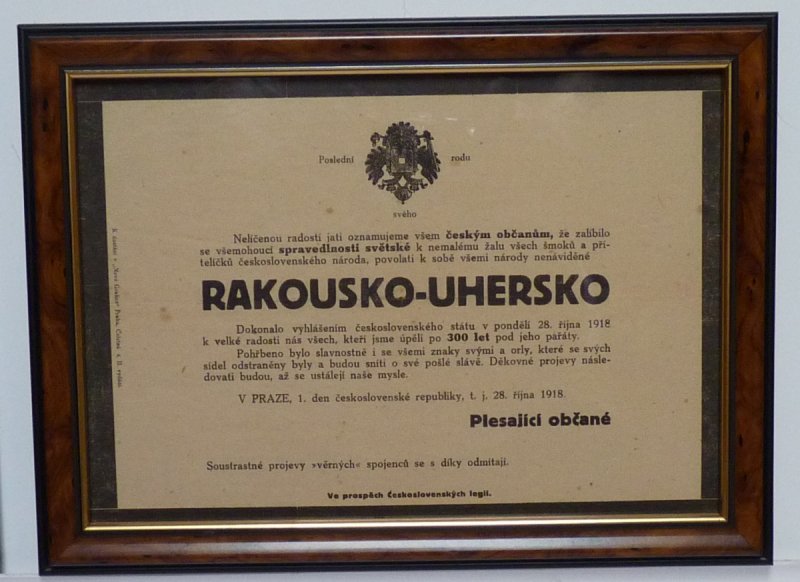 Poslední rodu
svého
Nelíčenou radostí jati oznamujeme všem českým občanům, že zalíbilo
se všemohoucí spravedlnosti světské k nemalému žalu všech šmoků a pří-
teličků československého národa, povolati k sobě všemi národy nenáviděné
RAKOUSKO-UHERSKO
Dokonalo vyhlášením československého státu v pondělí 28. října 1918
k velké radosti nás všech, kteří jsme úpěli po 300 let pod jeho pařáty.
Pohřbeno bylo slavnostně i se všemi znaky svými a orly, které se svých
sídel odstraněny byly a budou sníti o své pošlé slávě. Děkovné projevy násle-
dovati budou, až se ustálejí naše mysle.
V PRAZE, 1. den československé republiky, t. j. 28. října 1918.
Plesající občané
Soustrastné projevy »věrných« spojenců se s díky odmítají.
Ve prospěch Československých legií.
K dostání v Praha, II.